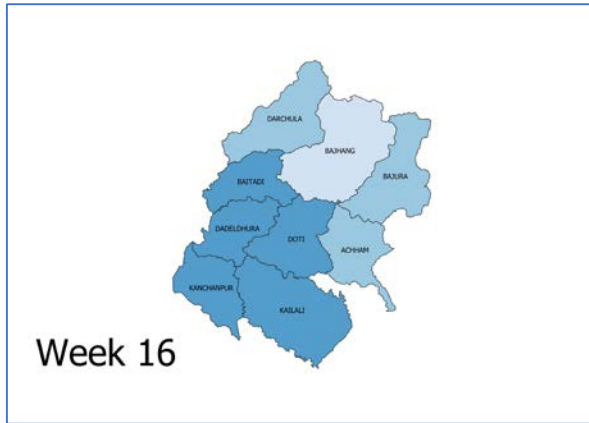 DARCHULA
BAJHANG
BAJURA
BAITADI
DADELDHURA
DOTI
ACHHAM
KANCHANPUR
KAILALI
Week 16